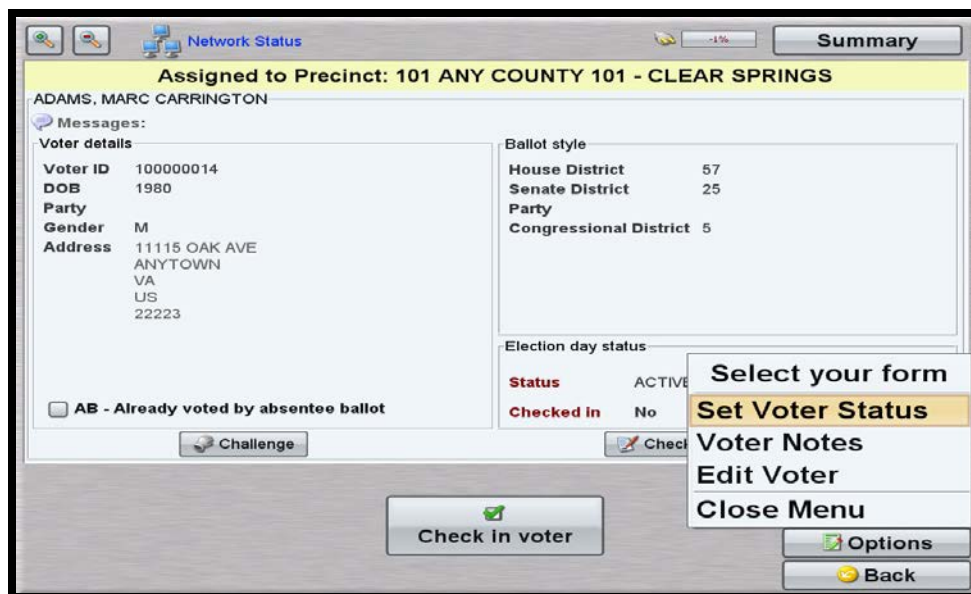 Network Status
-1%
Summary
Assigned to Precinct: 101 ANY COUNTY 101 - CLEAR SPRINGS
ADAMS, MARC CARRINGTON
Messages:
Voter details
Voter ID 100000014
DOB 1980
Party
Gender M
Address 11115 OAK AVE
ANYTOWN
VA
US
22223
AB - Already voted by absentee ballot
Challenge
Ballot style
House District 57
Senate District 25
Party
Congressional District 5
Election day status
Status ACTIVE
Checked in No
Select your form
Set Voter Status
Voter Notes
Edit Voter
Close Menu
Check in voter
Options
Back